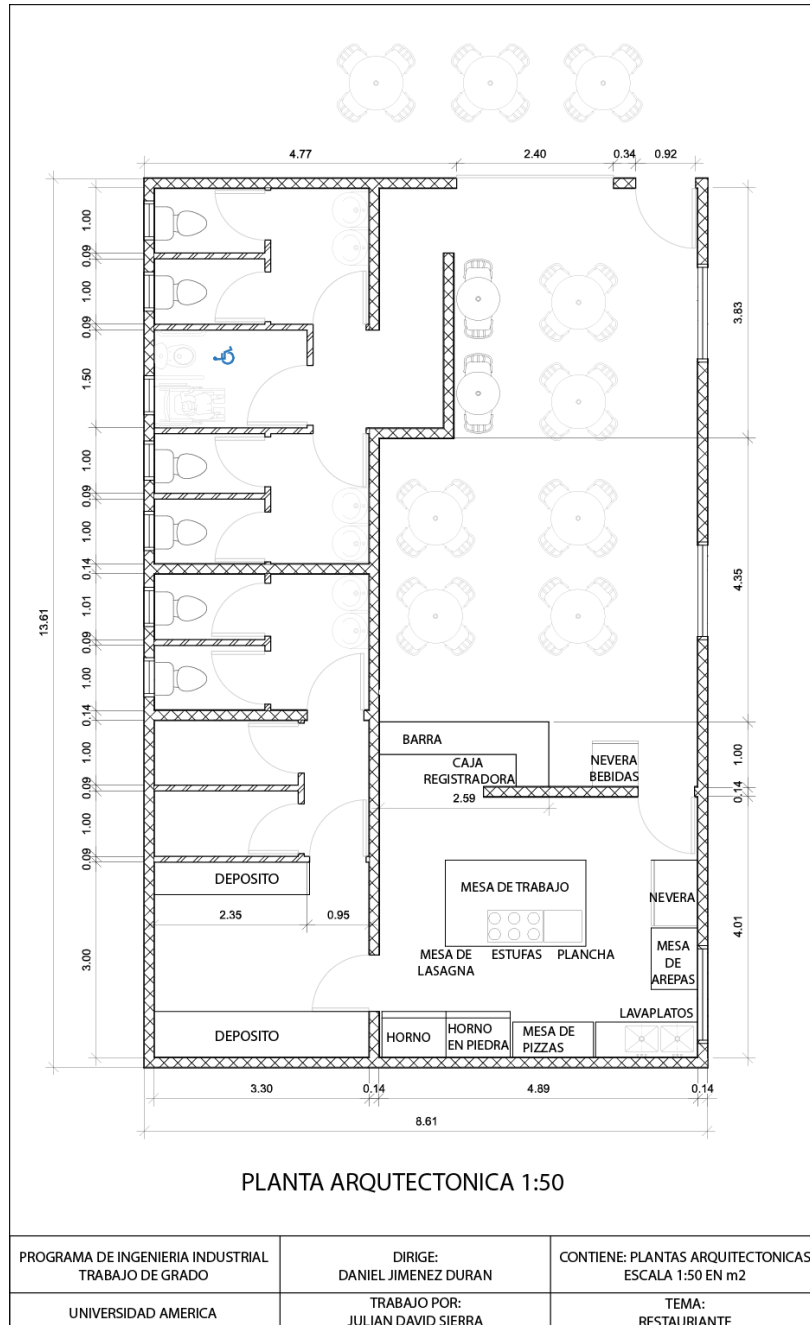 4.77
2.40
0.34
0.92
1.00
0.09
1.00
0.09
1.50
1.00
0.09
1.00
0.14
1.01
0.09
1.00
0.14
1.00
0.09
1.00
0.09
3.00
13.61
3.83
4.35
1.00
0.14
4.01
BARRA
CAJA
REGISTRADORA
NEVERA
BEBIDAS
2.59
DEPOSITO
2.35
0.95
MESA DE TRABAJO
NEVERA
MESA DE
LASAGNA
ESTUFAS
PLANCHA
MESA
DE
AREPAS
LAVAPLATOS
DEPOSITO
HORNO
HORNO
EN PIEDRA
MESA DE
PIZZAS
3.30
0.14
4.89
0.14
8.61
PLANTA ARQUTECTONICA 1:50
PROGRAMA DE INGENIERIA INDUSTRIAL
TRABAJO DE GRADO
DIRIGE:
DANIEL JIMENEZ DURAN
CONTIENE: PLANTAS ARQUITECTONICAS
ESCALA 1:50 EN m2
UNIVERSIDAD AMERICA
TRABAJO POR:
JULIAN DAVID SIERRA
TEMA:
RESTAURIANTE